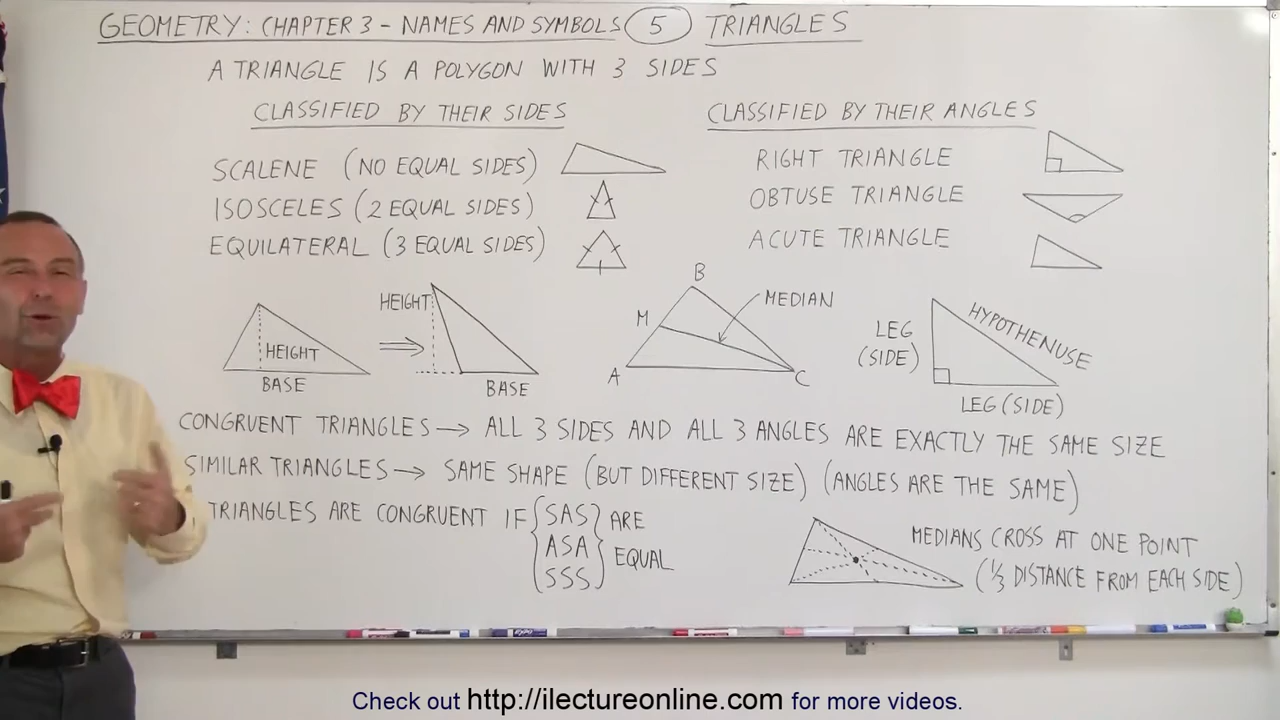 GEOMETRY: CHAPTER 3 - NAMES AND SYMBOLS 5 TRIANGLES
A TRIANGLE IS A POLYGON WITH 3 SIDES
CLASSIFIED BY THEIR SIDES
SCALENE (NO EQUAL SIDES)
ISOSCELES (2 EQUAL SIDES)
EQUILATERAL (3 EQUAL SIDES)
CLASSIFIED BY THEIR ANGLES
RIGHT TRIANGLE
OBTUSE TRIANGLE
ACUTE TRIANGLE
HEIGHT
BASE
HEIGHT
BASE
B
MEDIAN
M
A
C
LEG
(SIDE)
HYPOTHENUSE
LEG (SIDE)
CONGRUENT TRIANGLES → ALL 3 SIDES AND ALL 3 ANGLES ARE EXACTLY THE SAME SIZE
SIMILAR TRIANGLES → SAME SHAPE (BUT DIFFERENT SIZE) (ANGLES ARE THE SAME)
TRIANGLES ARE CONGRUENT IF { SAS } ARE
ASA EQUAL
SSS
MEDIANS CROSS AT ONE POINT
(1/3 DISTANCE FROM EACH SIDE)
EXPO
Check out http://ilectureonline.com for more videos.